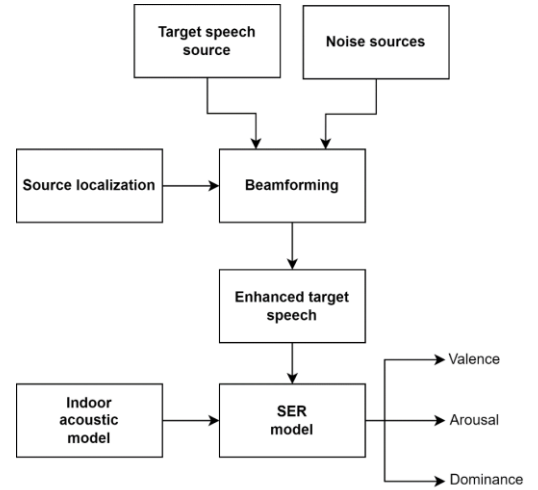 Target speech
source
Noise sources
Source localization
Beamforming
Enhanced target
speech
Indoor
acoustic
model
SER
model
Valence
Arousal
Dominance